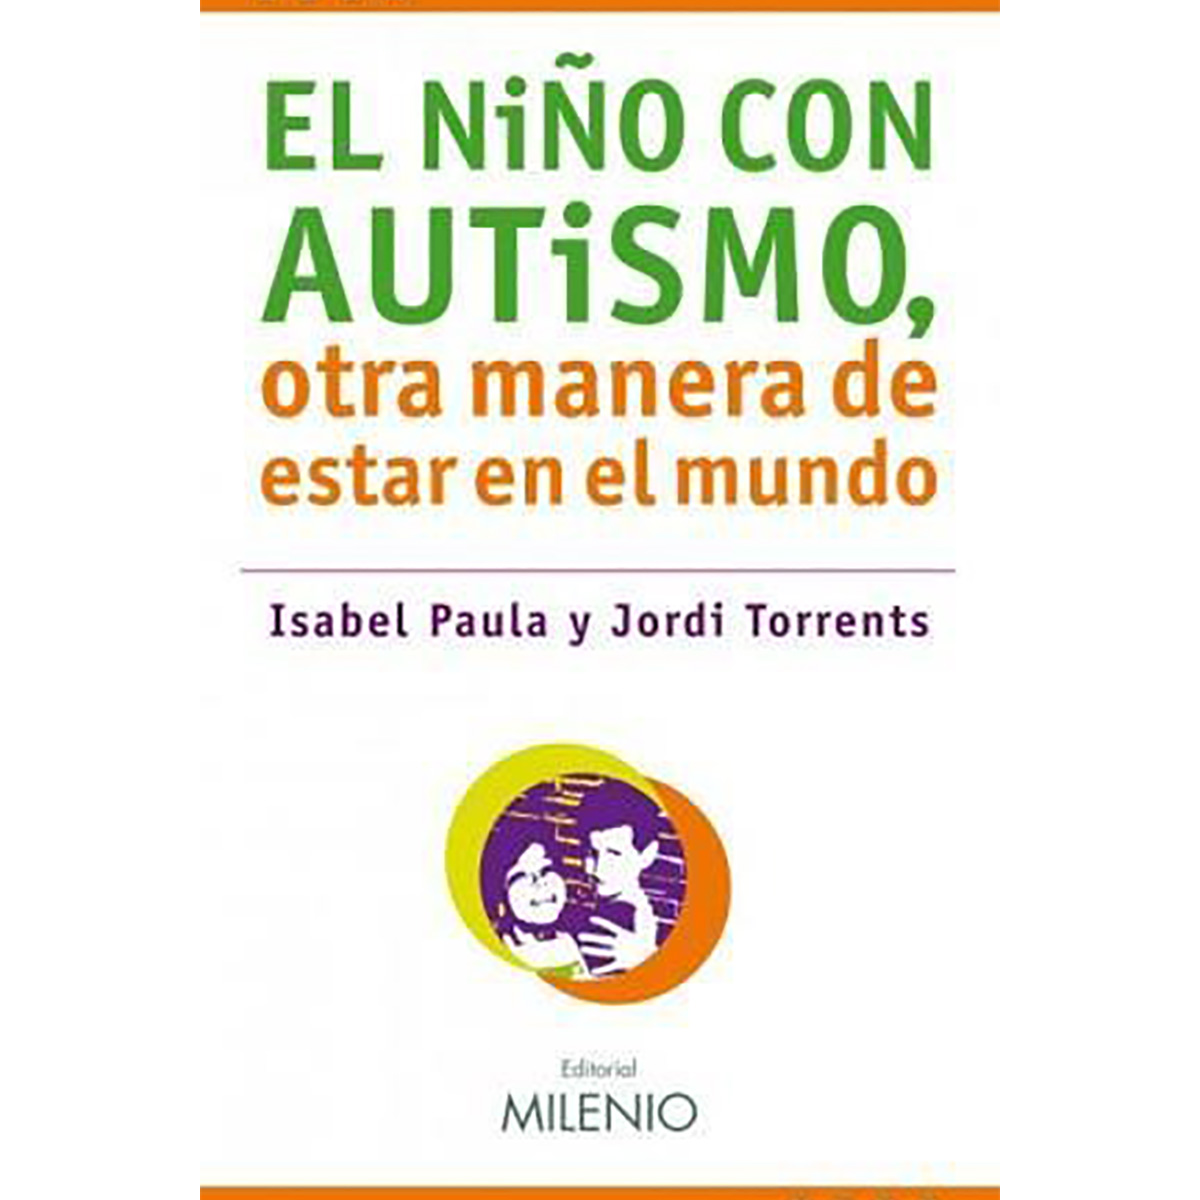 EL NiÑO CON
AUTiSMO,
otra manera de
estar en el mundo
Isabel Paula y Jordi Torrents
Editorial
MILENIO